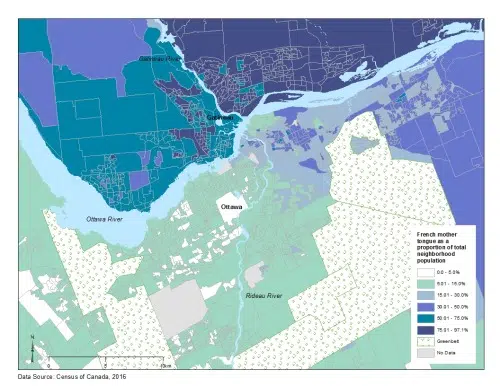 Gatineau River
Gatineau
Ottawa River
Ottawa
Rideau River
French mother
tongue as a
proportion of total
neighborhood
population
0.0 - 5.0%
5.01 - 15.0%
15.01 - 30.0%
30.01 - 50.0%
50.01 - 75.0%
75.01 - 97.1%
Greenbelt
No Data
N
0 5 10km
Data Source: Census of Canada, 2016